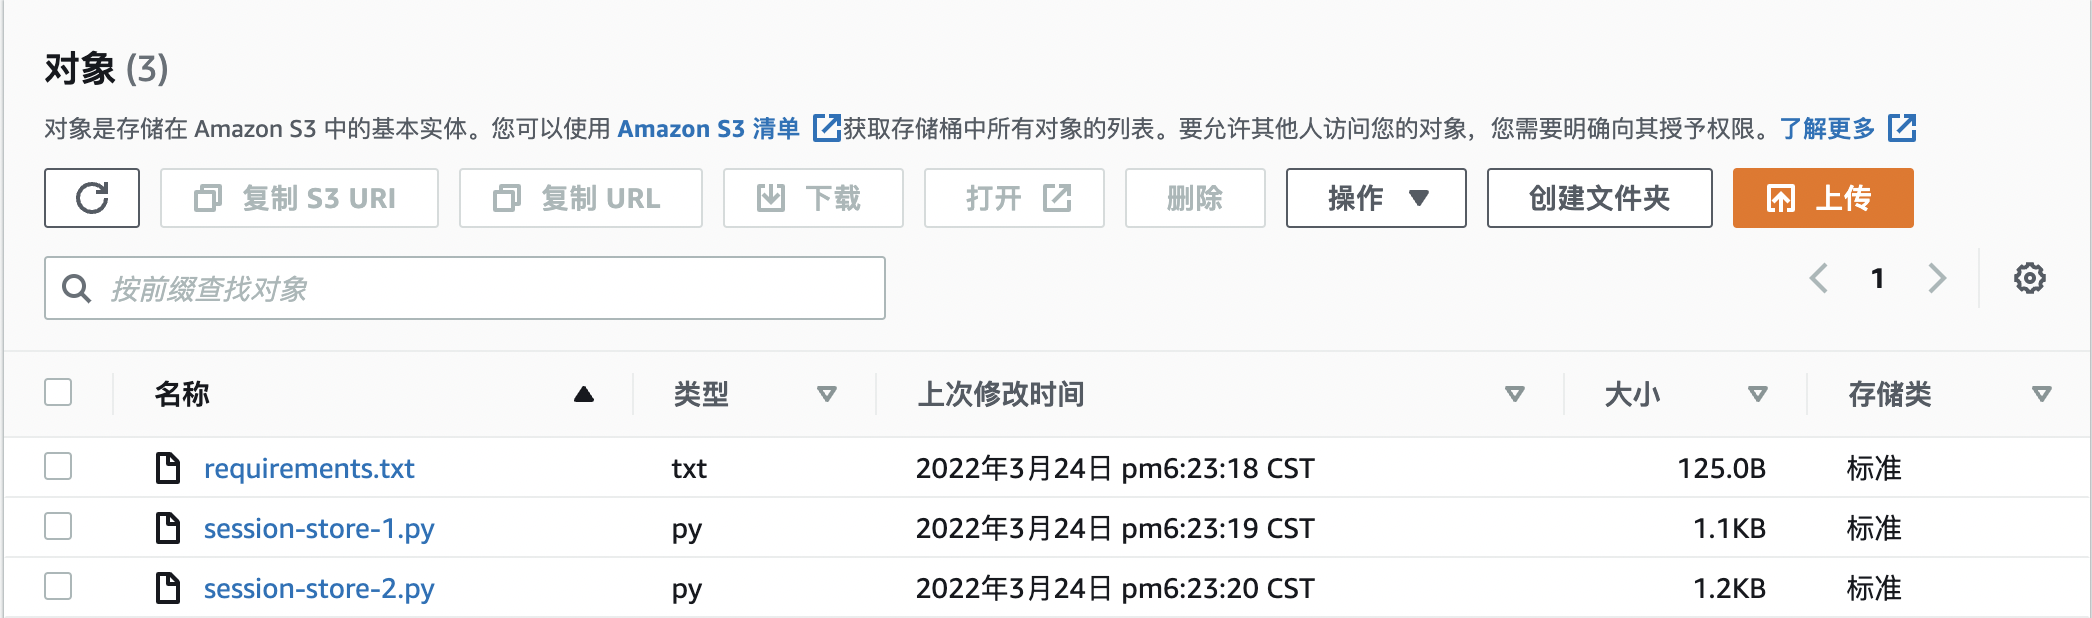 对象 (3)
对象是存储在 Amazon S3 中的基本实体。您可以使用 Amazon S3 清单 获取存储桶中所有对象的列表。要允许其他人访问您的对象，您需要明确向其授予权限。了解更多
复制 S3 URI 复制 URL 下载 打开 删除 操作 创建文件夹 上传
按前缀查找对象 1
名称 类型 上次修改时间 大小 存储类
requirements.txt txt 2022年3月24日 pm6:23:18 CST 125.0B 标准
session-store-1.py py 2022年3月24日 pm6:23:19 CST 1.1KB 标准
session-store-2.py py 2022年3月24日 pm6:23:20 CST 1.2KB 标准